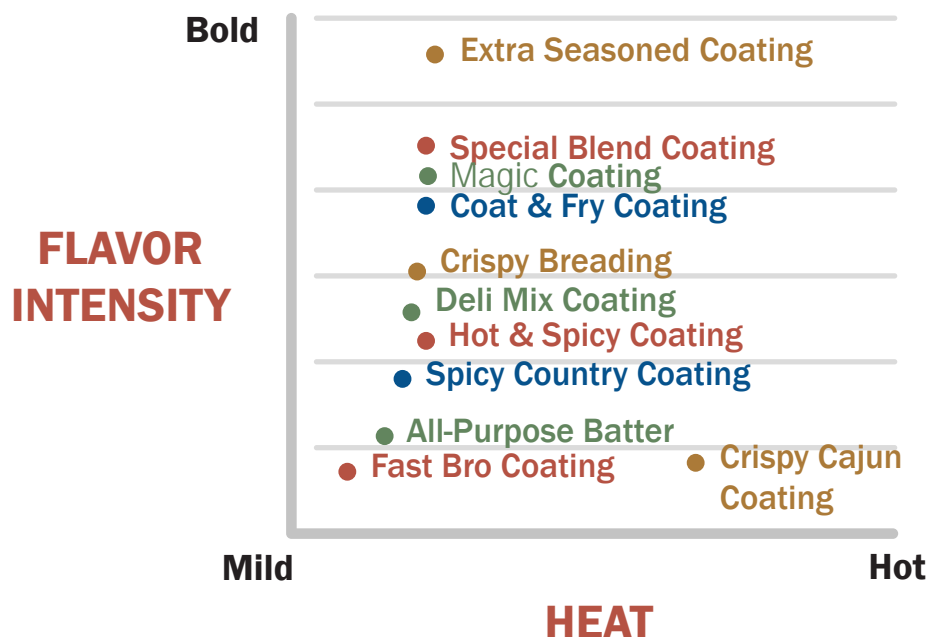 Bold
Extra Seasoned Coating
Special Blend Coating
Magic Coating
Coat & Fry Coating
FLAVOR
INTENSITY
Crispy Breading
Deli Mix Coating
Hot & Spicy Coating
Spicy Country Coating
All-Purpose Batter
Fast Bro Coating
Crispy Cajun
Coating
Mild
Hot
HEAT